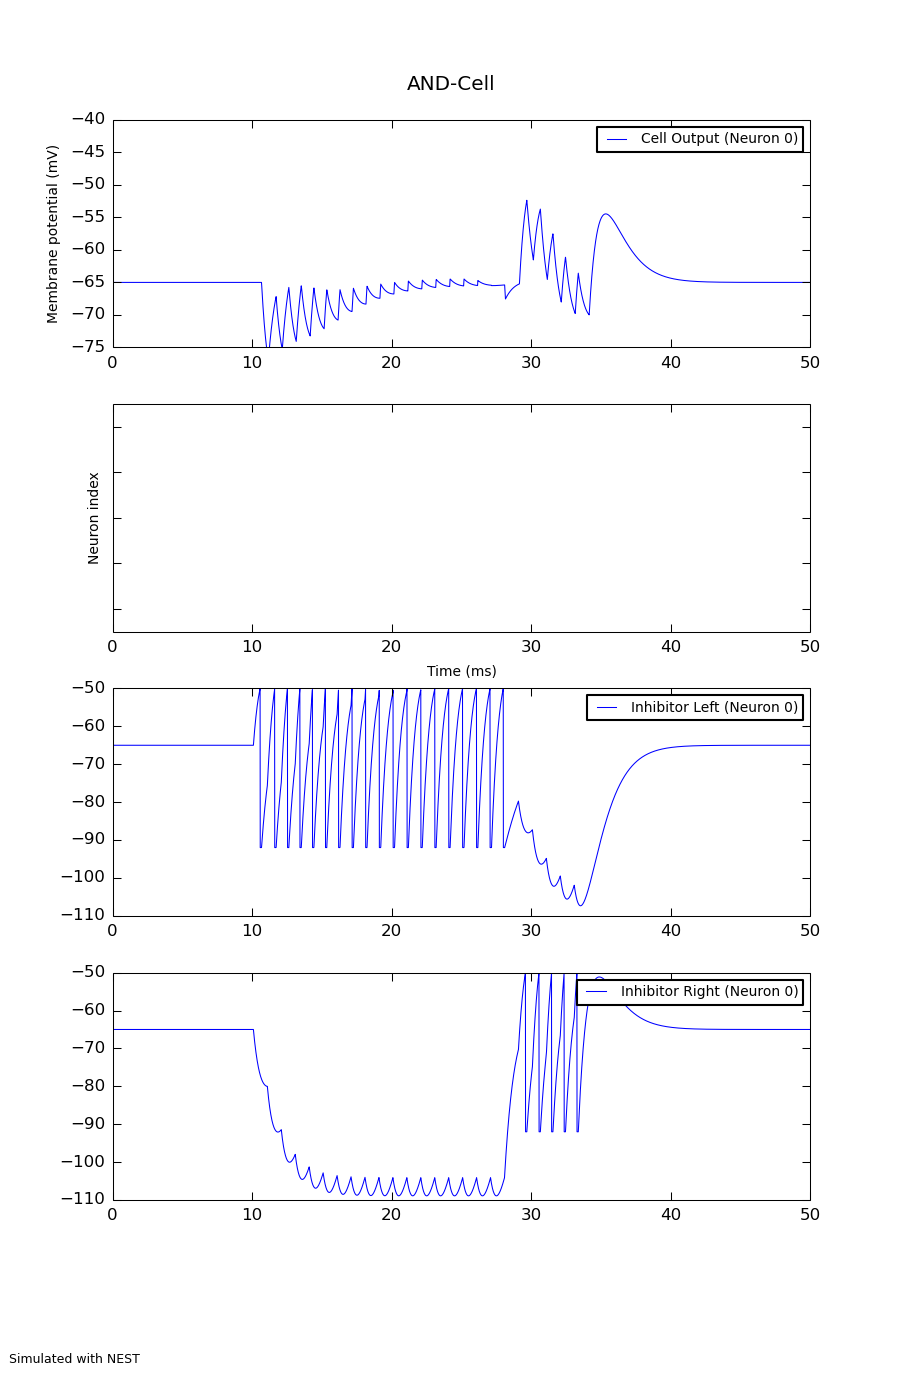 AND-Cell
Membrane potential (mV)
−40
−45
−50
−55
−60
−65
−70
−75
Cell Output (Neuron 0)
0 10 20 30 40 50
Neuron index
0 10 20 30 40 50
Time (ms)
−50
−60
−70
−80
−90
−100
−110
Inhibitor Left (Neuron 0)
0 10 20 30 40 50
−50
−60
−70
−80
−90
−100
−110
Inhibitor Right (Neuron 0)
0 10 20 30 40 50
Simulated with NEST